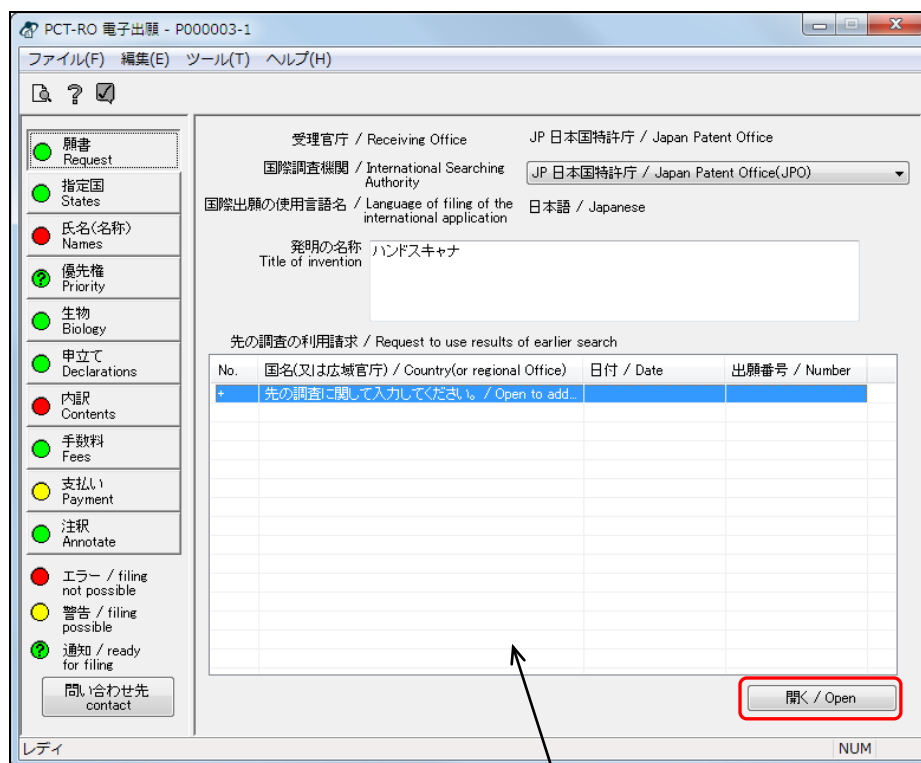 PCT-RO 電子出願 - P000003-1
ファイル(F) 編集(E) ツール(T) ヘルプ(H)
願書
Request
指定国
States
氏名(名称)
Names
優先権
Priority
生物
Biology
申立て
Declarations
内訳
Contents
手数料
Fees
支払い
Payment
注釈
Annotate
エラー / filing
not possible
警告 / filing
possible
通知 / ready
for filing
問い合わせ先
contact
受理官庁 / Receiving Office JP 日本国特許庁 / Japan Patent Office
国際調査機関 / International Searching
Authority
JP 日本国特許庁 / Japan Patent Office(JPO)
国際出願の使用言語名 / Language of filing of the
international application
日本語 / Japanese
発明の名称
Title of invention
ハンドスキャナ
先の調査の利用請求 / Request to use results of earlier search
No. 国名(又は広域官庁) / Country(or regional Office) 日付 / Date 出願番号 / Number
+ 先の調査に関して入力してください。 / Open to add...
開く / Open
レディ NUM